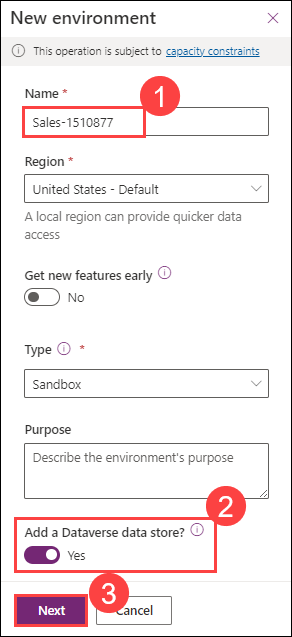 New environment
This operation is subject to capacity constraints
Name *
1
Sales-1510877
Region *
United States - Default
A local region can provide quicker data
access
Get new features early
No
Type *
Sandbox
Purpose
Describe the environment's purpose
2
Add a Dataverse data store?
Yes
3
Next Cancel